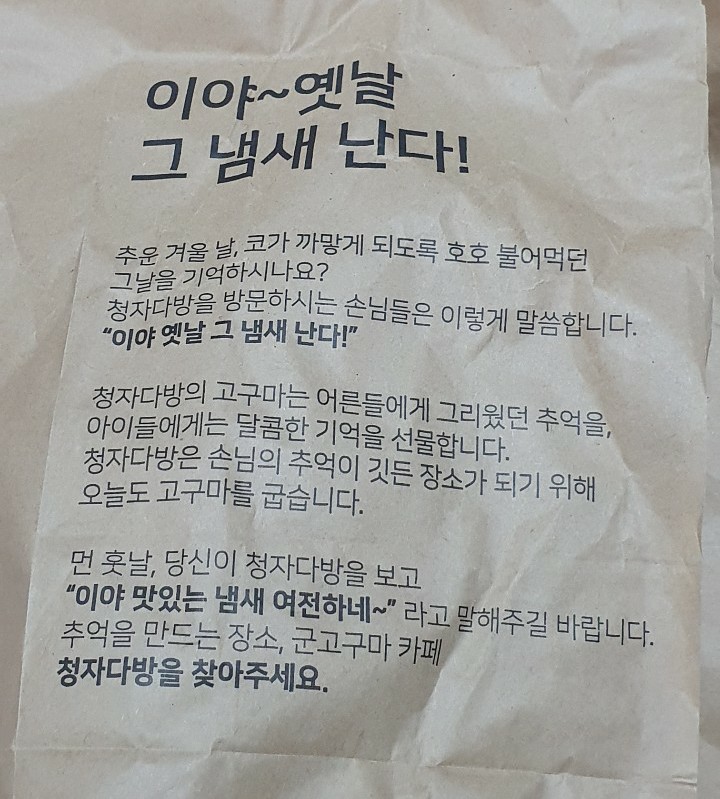 이야~옛날
그 냄새 난다!
추운 겨울 날, 코가 까맣게 되도록 호호 불어먹던
그날을 기억하시나요?
청자다방을 방문하시는 손님들은 이렇게 말씀합니다.
“이야 옛날 그 냄새 난다!”
청자다방의 고구마는 어른들에게 그리웠던 추억을,
아이들에게는 달콤한 기억을 선물합니다.
청자다방은 손님의 추억이 깃든 장소가 되기 위해
오늘도 고구마를 굽습니다.
먼 훗날, 당신이 청자다방을 보고
“이야 맛있는 냄새 여전하네~” 라고 말해주길 바랍니다.
추억을 만드는 장소, 군고구마 카페
청자다방을 찾아주세요.